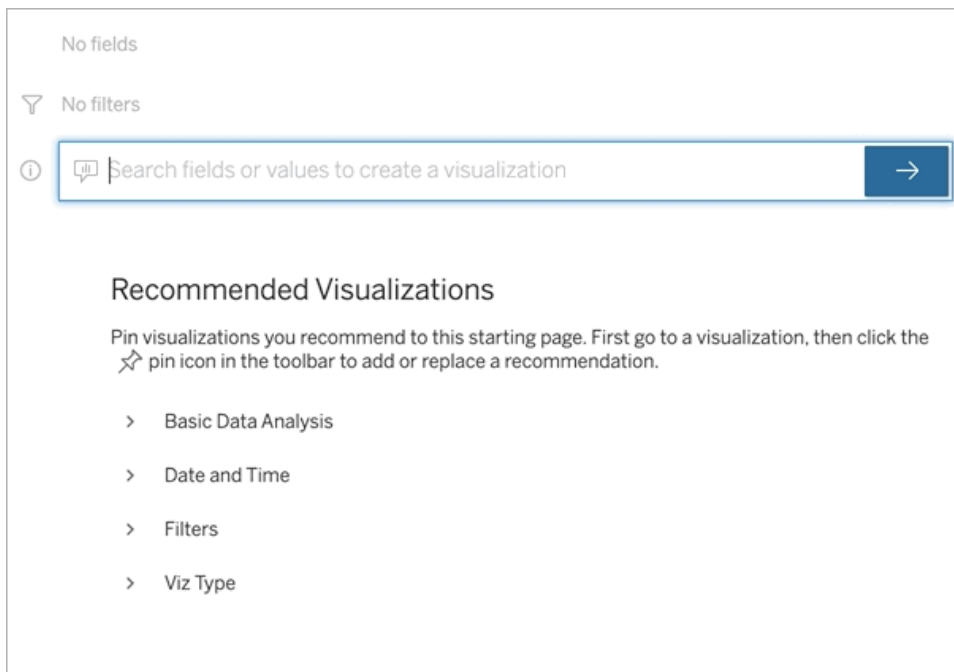 No fields
No filters
Search fields or values to create a visualization
Recommended Visualizations
Pin visualizations you recommend to this starting page. First go to a visualization, then click the
pin icon in the toolbar to add or replace a recommendation.
Basic Data Analysis
Date and Time
Filters
Viz Type